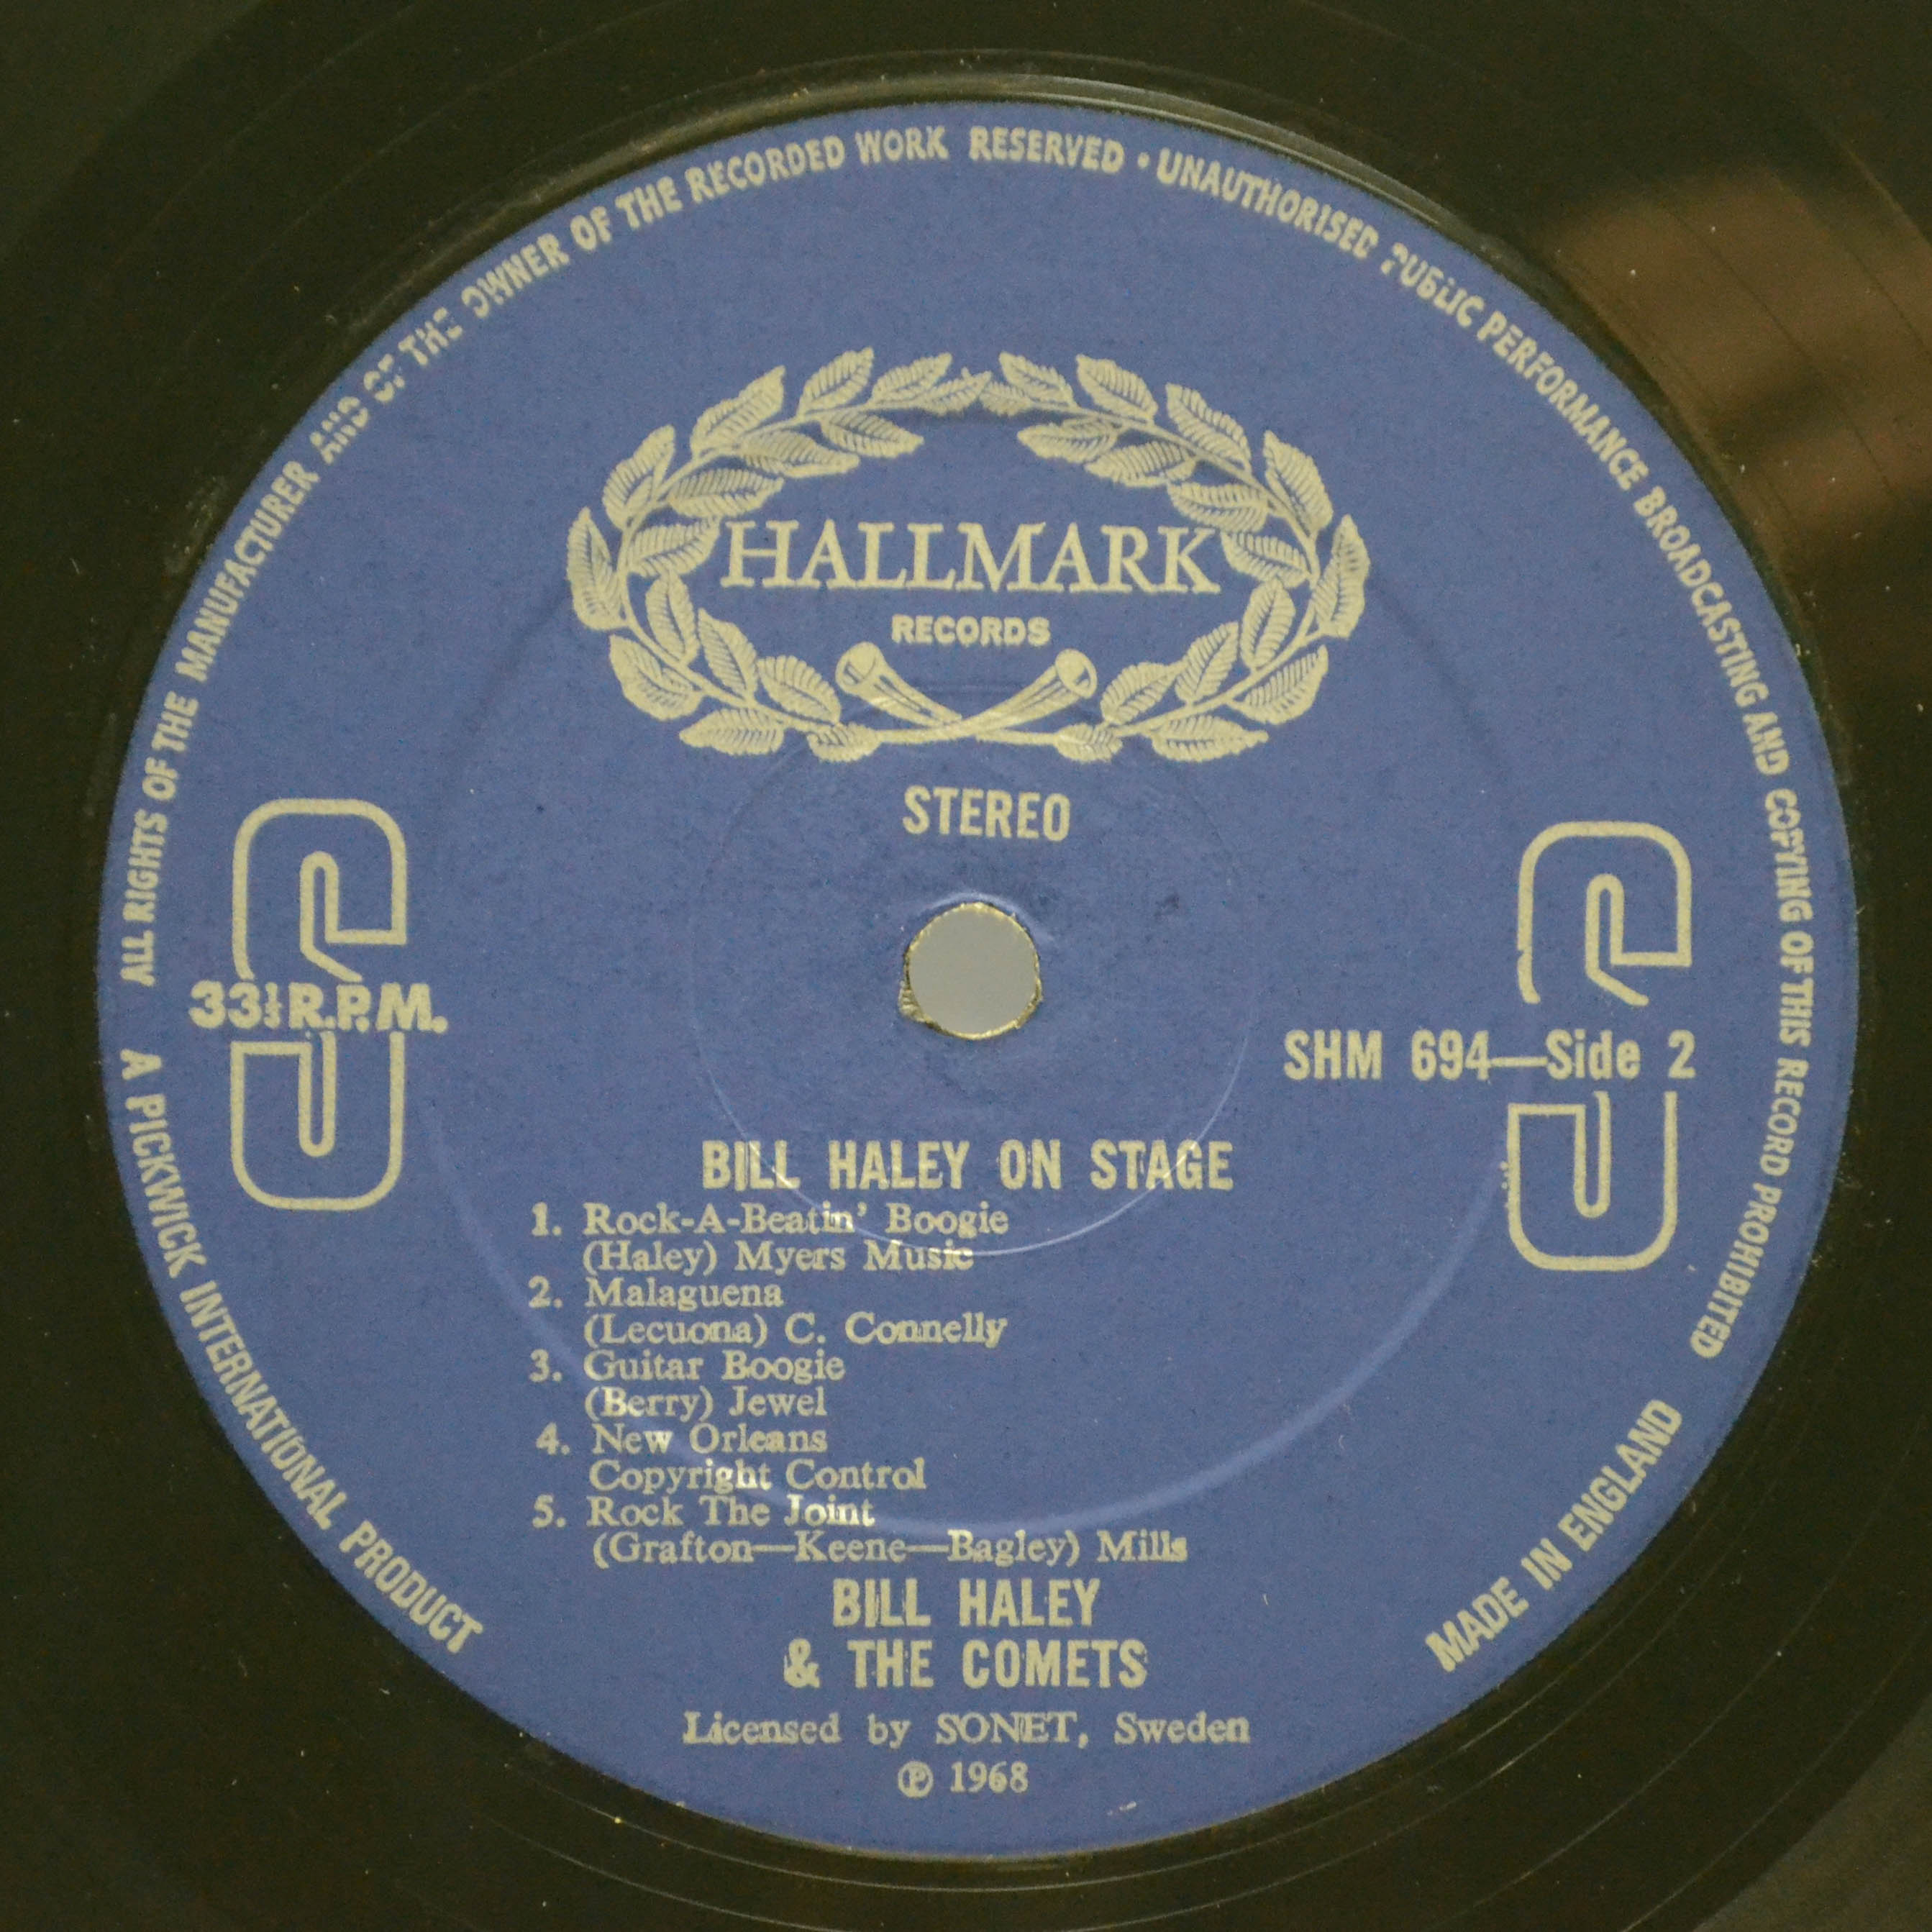 ALL RIGHTS OF THE MANUFACTURER AND OF THE OWNER OF THE RECORDED WORK RESERVED • UNAUTHORISED PUBLIC PERFORMANCE BROADCASTING AND COPYING OF THIS RECORD PROHIBITED
HALLMARK
RECORDS
STEREO
S
S
33⅓ R.P.M.
SHM 694—Side 2
BILL HALEY ON STAGE
1. Rock-A-Beatin' Boogie
(Haley) Myers Music
2. Malaguena
(Lecuona) C. Connelly
3. Guitar Boogie
(Berry) Jewel
4. New Orleans
Copyright Control
5. Rock The Joint
(Grafton—Keene—Bagley) Mills
BILL HALEY
& THE COMETS
Licensed by SONET, Sweden
℗ 1968
A PICKWICK INTERNATIONAL PRODUCT
MADE IN ENGLAND